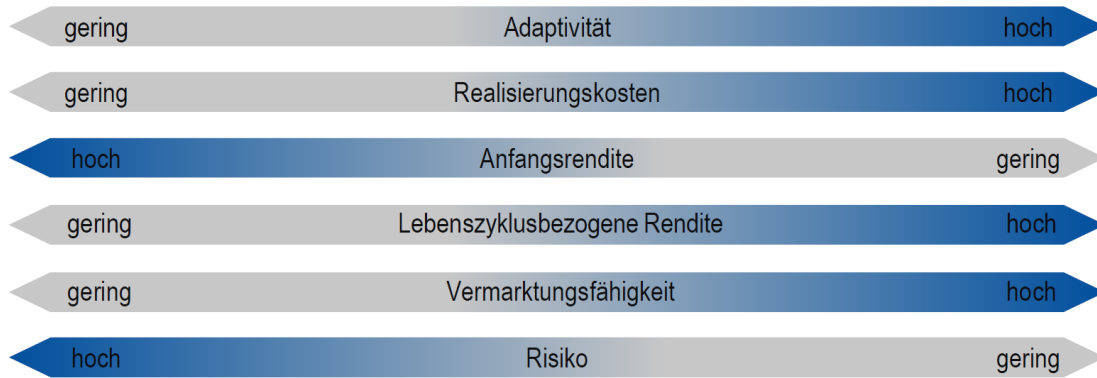 gering Adaptivität hoch
gering Realisierungskosten hoch
hoch Anfangsrendite gering
gering Lebenszyklusbezogene Rendite hoch
gering Vermarktungsfähigkeit hoch
hoch Risiko gering